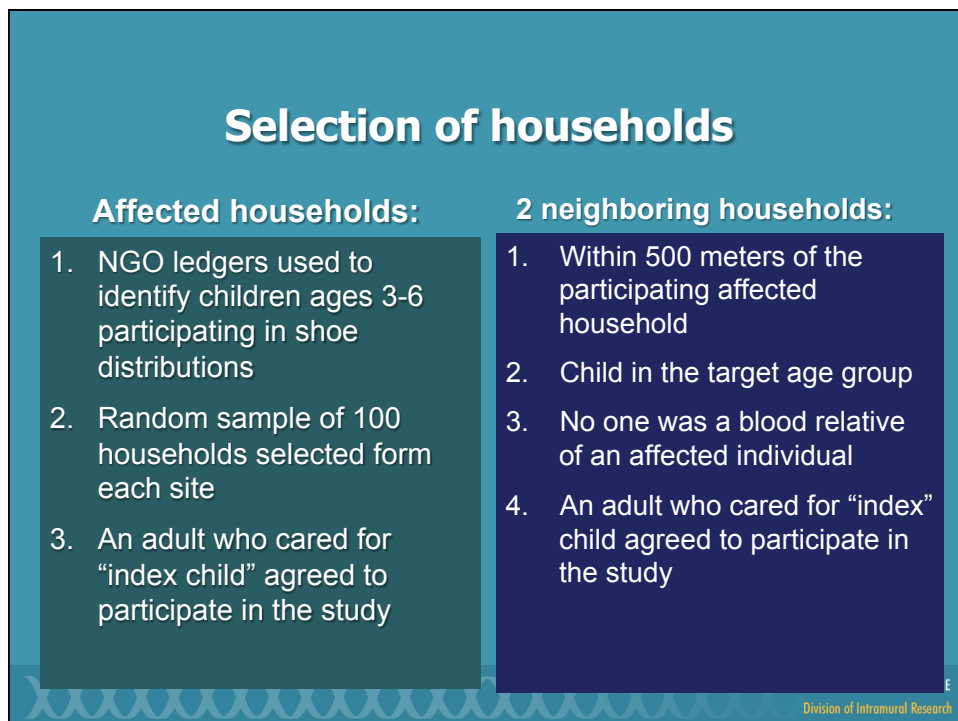 Selection of households
Affected households:
1. NGO ledgers used to
identify children ages 3-6
participating in shoe
distributions
2. Random sample of 100
households selected form
each site
3. An adult who cared for
“index child” agreed to
participate in the study
2 neighboring households:
1. Within 500 meters of the
participating affected
household
2. Child in the target age group
3. No one was a blood relative
of an affected individual
4. An adult who cared for “index”
child agreed to participate in
the study
E
Division of Intramural Research